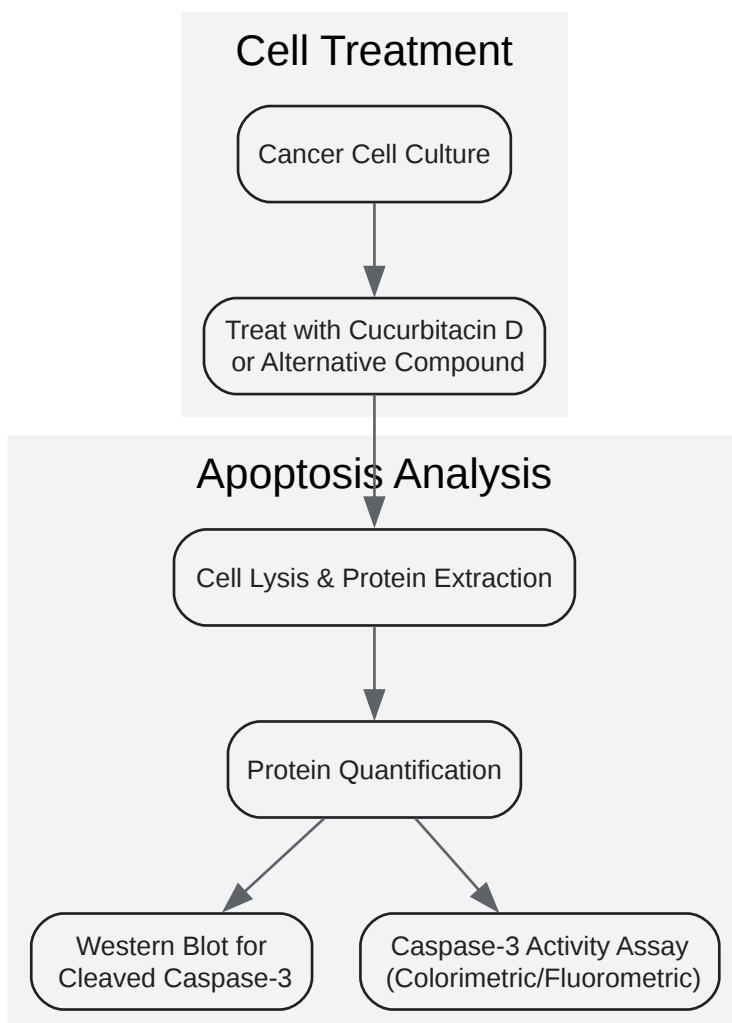 Cell Treatment
Cancer Cell Culture
Treat with Cucurbitacin D
or Alternative Compound
Apoptosis Analysis
Cell Lysis & Protein Extraction
Protein Quantification
Western Blot for
Cleaved Caspase-3
Caspase-3 Activity Assay
(Colorimetric/Fluorometric)